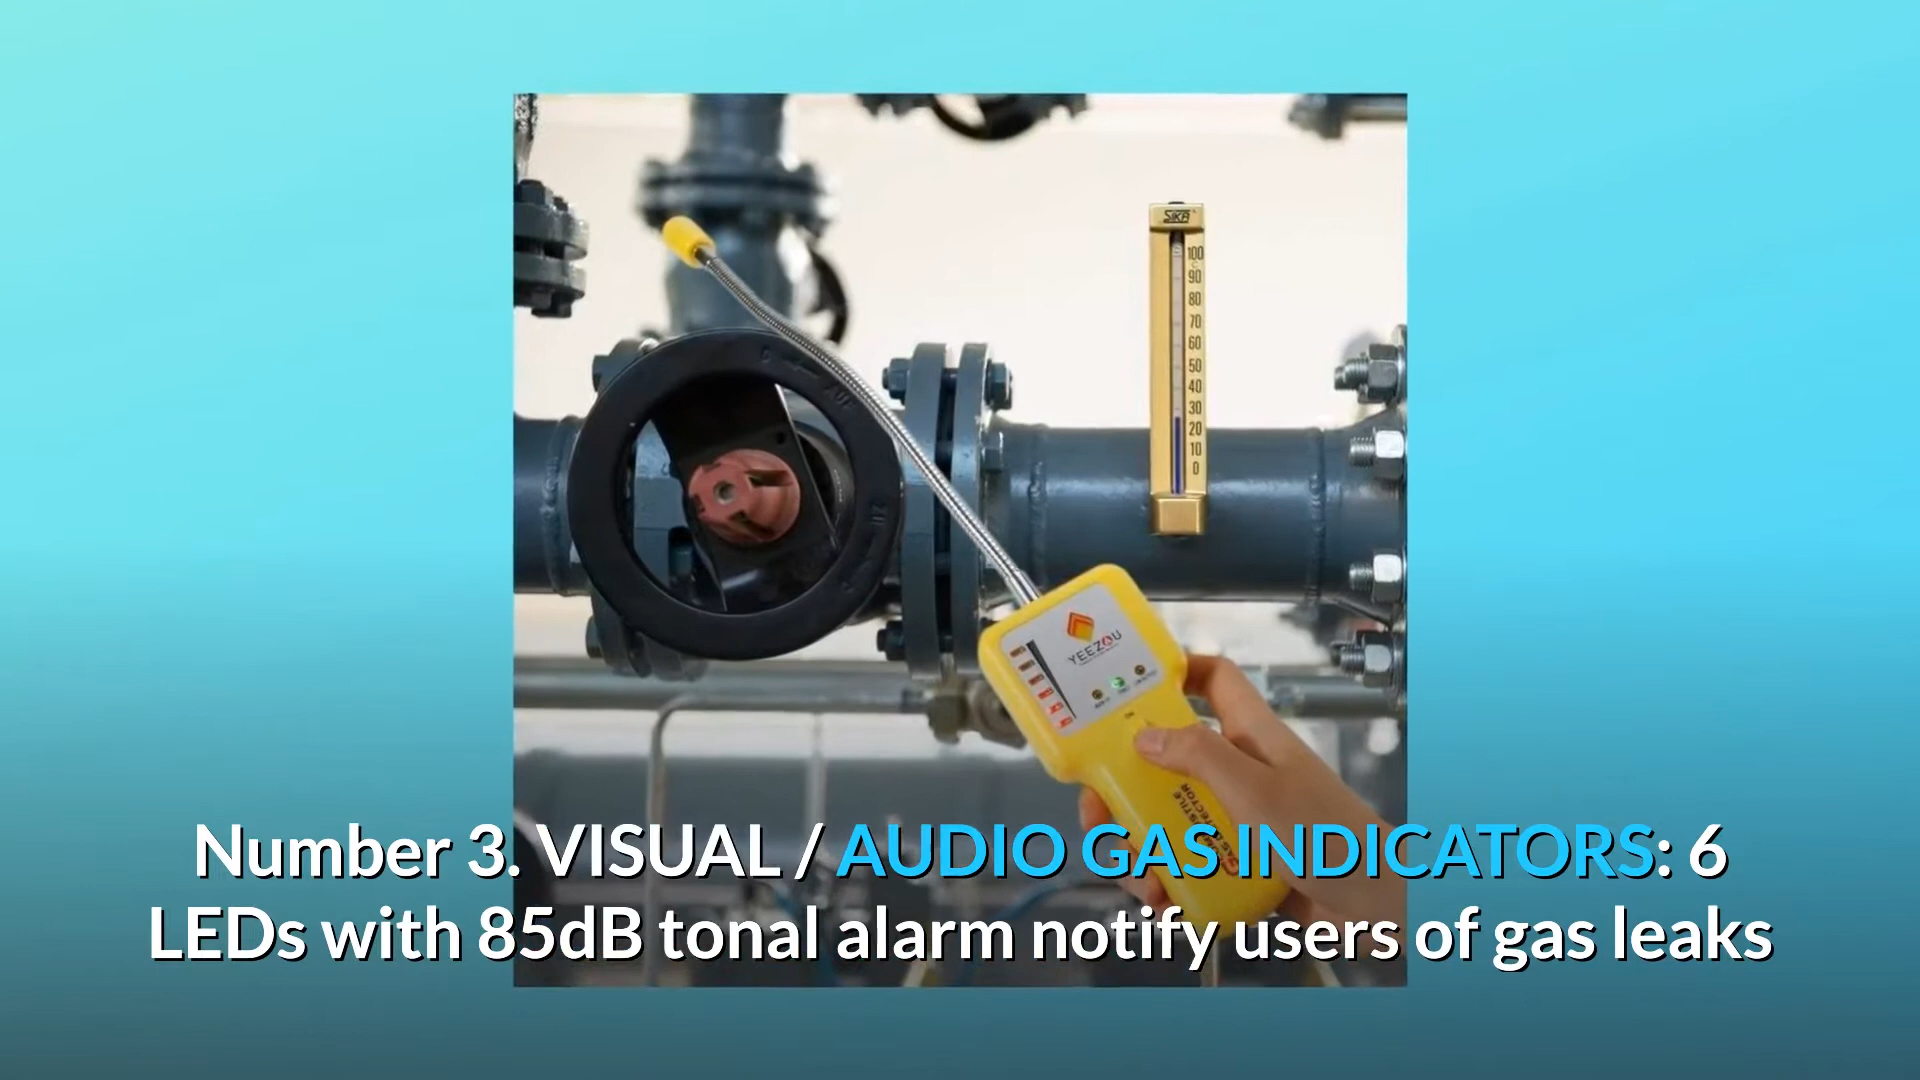 SIKA
100
90
80
70
60
50
40
30
20
10
0
YEEZOU
Number 3. VISUAL / AUDIO GAS INDICATORS: 6
LEDs with 85dB tonal alarm notify users of gas leaks